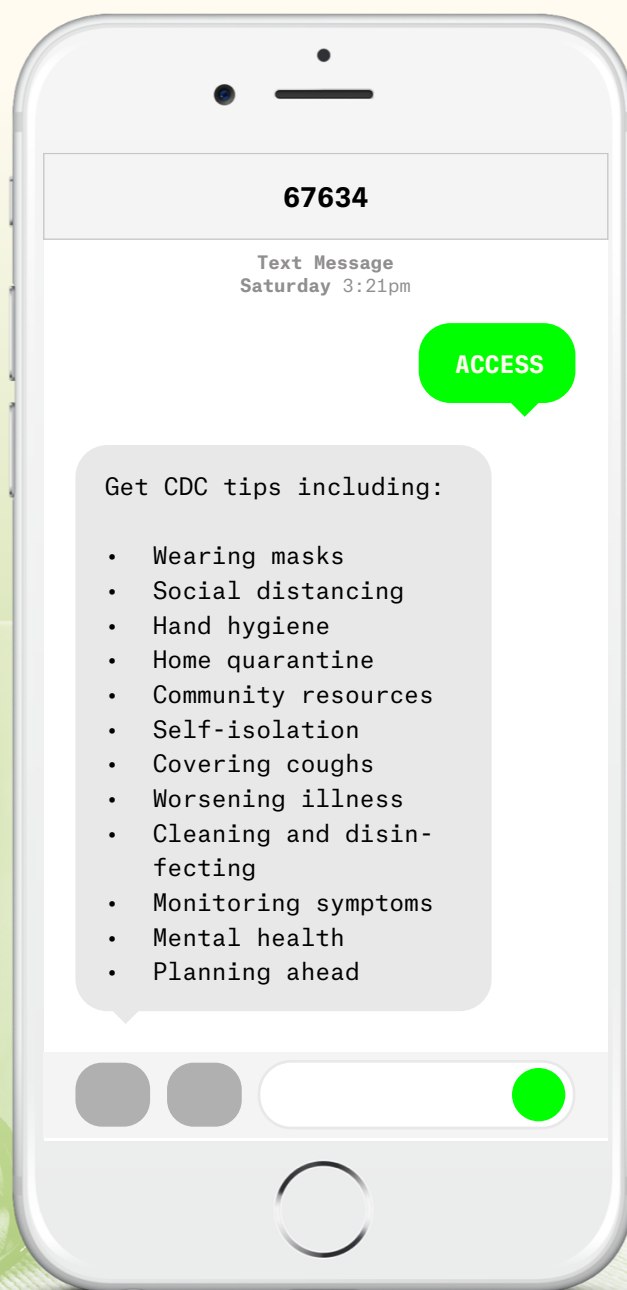 67634
Text Message
Saturday 3:21pm
ACCESS
Get CDC tips including:
• Wearing masks
• Social distancing
• Hand hygiene
• Home quarantine
• Community resources
• Self-isolation
• Covering coughs
• Worsening illness
• Cleaning and disin-
fecting
• Monitoring symptoms
• Mental health
• Planning ahead